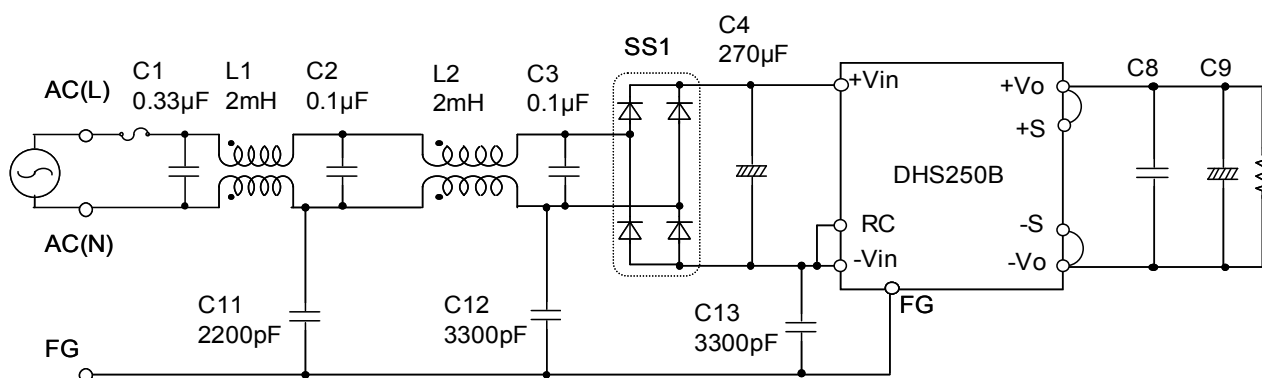 C4
270µF
SS1
C1
0.33µF
L1
2mH
C2
0.1µF
L2
2mH
C3
0.1µF
AC(L)
AC(N)
+Vin
+Vo
+S
DHS250B
RC
-Vin
-S
-Vo
C8
C9
FG
C11
2200pF
C12
3300pF
C13
3300pF
FG